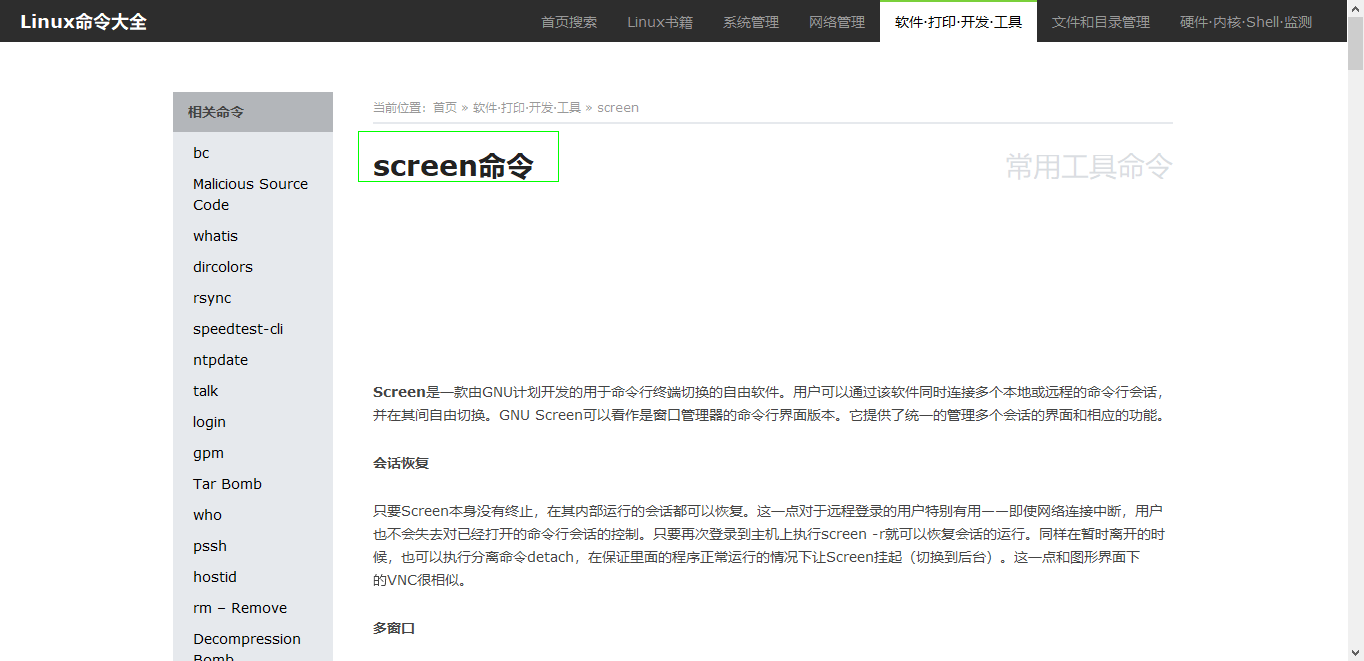 Linux命令大全
首页搜索
Linux书籍
系统管理
网络管理
软件·打印·开发·工具
文件和目录管理
硬件·内核·Shell·监测
相关命令
bc
Malicious Source
Code
whatis
dircolors
rsync
speedtest-cli
ntpdate
talk
login
gpm
Tar Bomb
who
pssh
hostid
rm – Remove
Decompression
Bomb
当前位置：首页 » 软件·打印·开发·工具 » screen
screen命令
常用工具命令
Screen是一款由GNU计划开发的用于命令行终端切换的自由软件。用户可以通过该软件同时连接多个本地或远程的命令行会话，
并在其间自由切换。GNU Screen可以看作是窗口管理器的命令行界面版本。它提供了统一的管理多个会话的界面和相应的功能。
会话恢复
只要Screen本身没有终止，在其内部运行的会话都可以恢复。这一点对于远程登录的用户特别有用——即使网络连接中断，用户
也不会失去对已经打开的命令行会话的控制。只要再次登录到主机上执行screen -r就可以恢复会话的运行。同样在暂时离开的时
候，也可以执行分离命令detach，在保证里面的程序正常运行的情况下让Screen挂起（切换到后台）。这一点和图形界面下
的VNC很相似。
多窗口